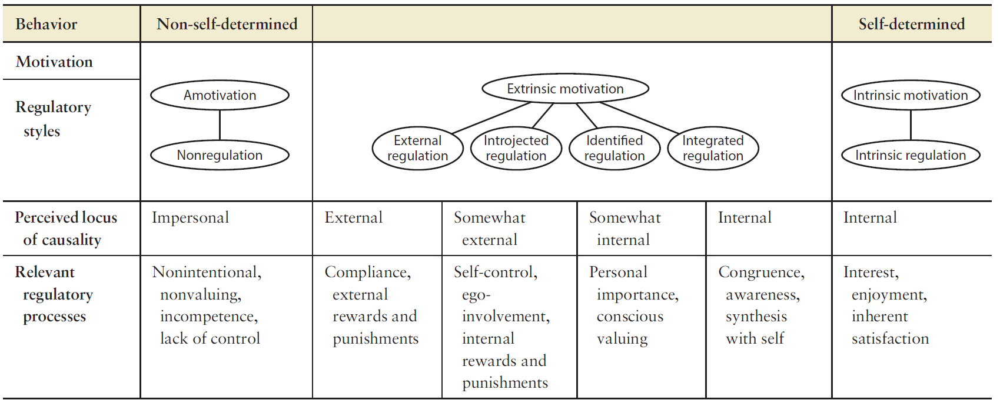 Behavior
Non-self-determined
Self-determined
Motivation
Regulatory
styles
Amotivation
Nonregulation
Extrinsic motivation
External
regulation
Introjected
regulation
Identified
regulation
Integrated
regulation
Intrinsic motivation
Intrinsic regulation
Perceived locus
of causality
Impersonal
External
Somewhat
external
Somewhat
internal
Internal
Internal
Relevant
regulatory
processes
Nonintentional,
nonvaluing,
incompetence,
lack of control
Compliance,
external
rewards and
punishments
Self-control,
ego-
involvement,
internal
rewards and
punishments
Personal
importance,
conscious
valuing
Congruence,
awareness,
synthesis
with self
Interest,
enjoyment,
inherent
satisfaction